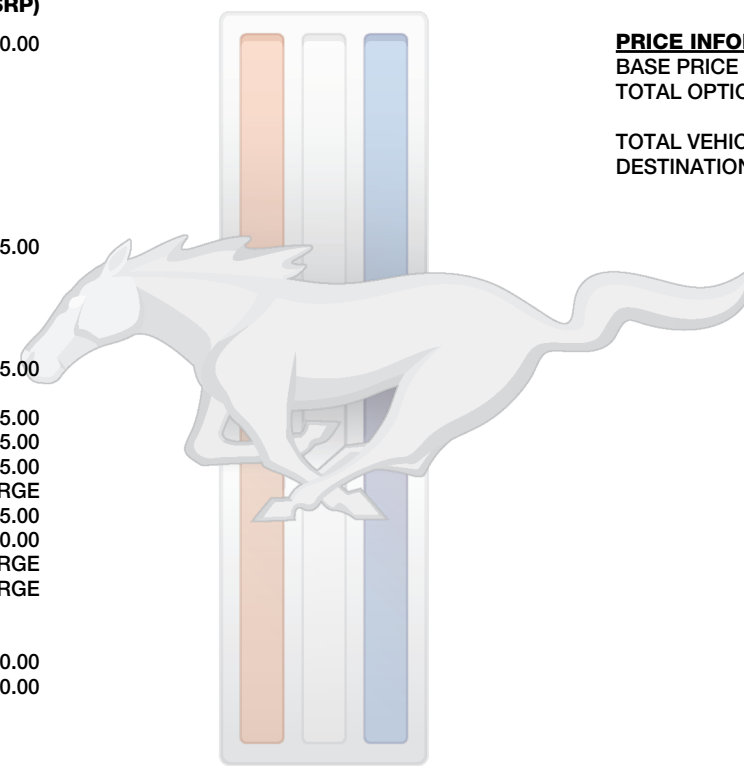 SRP)
0.00
5.00
5.00
5.00
5.00
5.00
RGE
5.00
0.00
RGE
RGE
0.00
0.00
PRICE INFO
BASE PRICE
TOTAL OPTIO
TOTAL VEHIC
DESTINATION